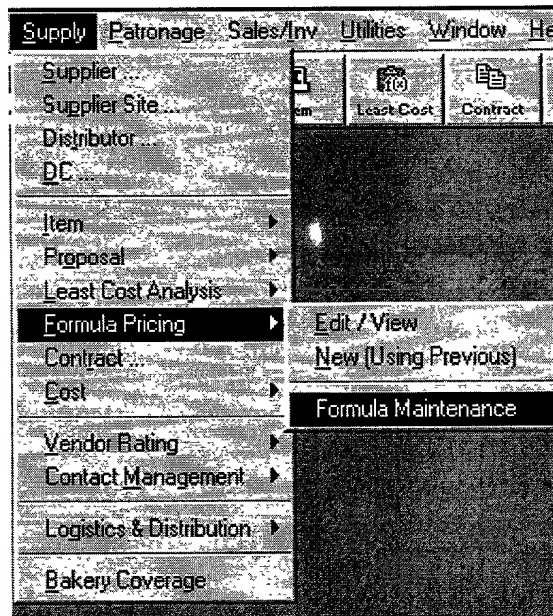 Supply Patronage Sales/Inv Utilities Window He
Supplier ...
Supplier Site ...
Distributor ...
DC ...
em Least Cost Contract
Item
Proposal
Least Cost Analysis
Formula Pricing
Edit / View
Contract ...
New (Using Previous)
Cost
Formula Maintenance
Vendor Rating
Contact Management
Logistics & Distribution
Bakery Coverage